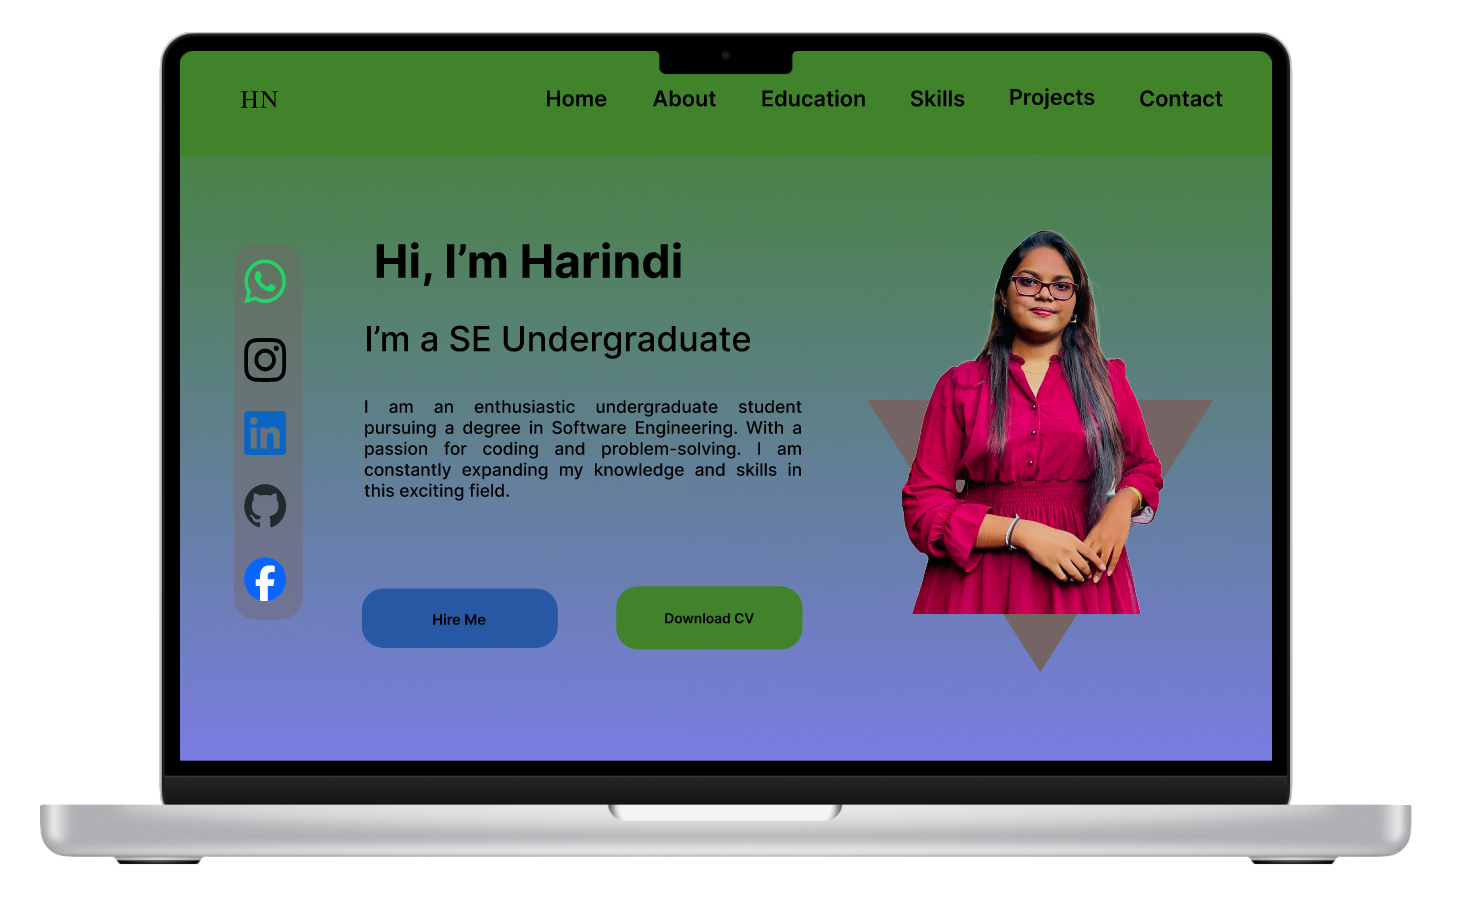 HN
Home About Education Skills Projects Contact
Hi, I’m Harindi
I’m a SE Undergraduate
I am an enthusiastic undergraduate student
pursuing a degree in Software Engineering. With a
passion for coding and problem-solving. I am
constantly expanding my knowledge and skills in
this exciting field.
in
f
Hire Me
Download CV